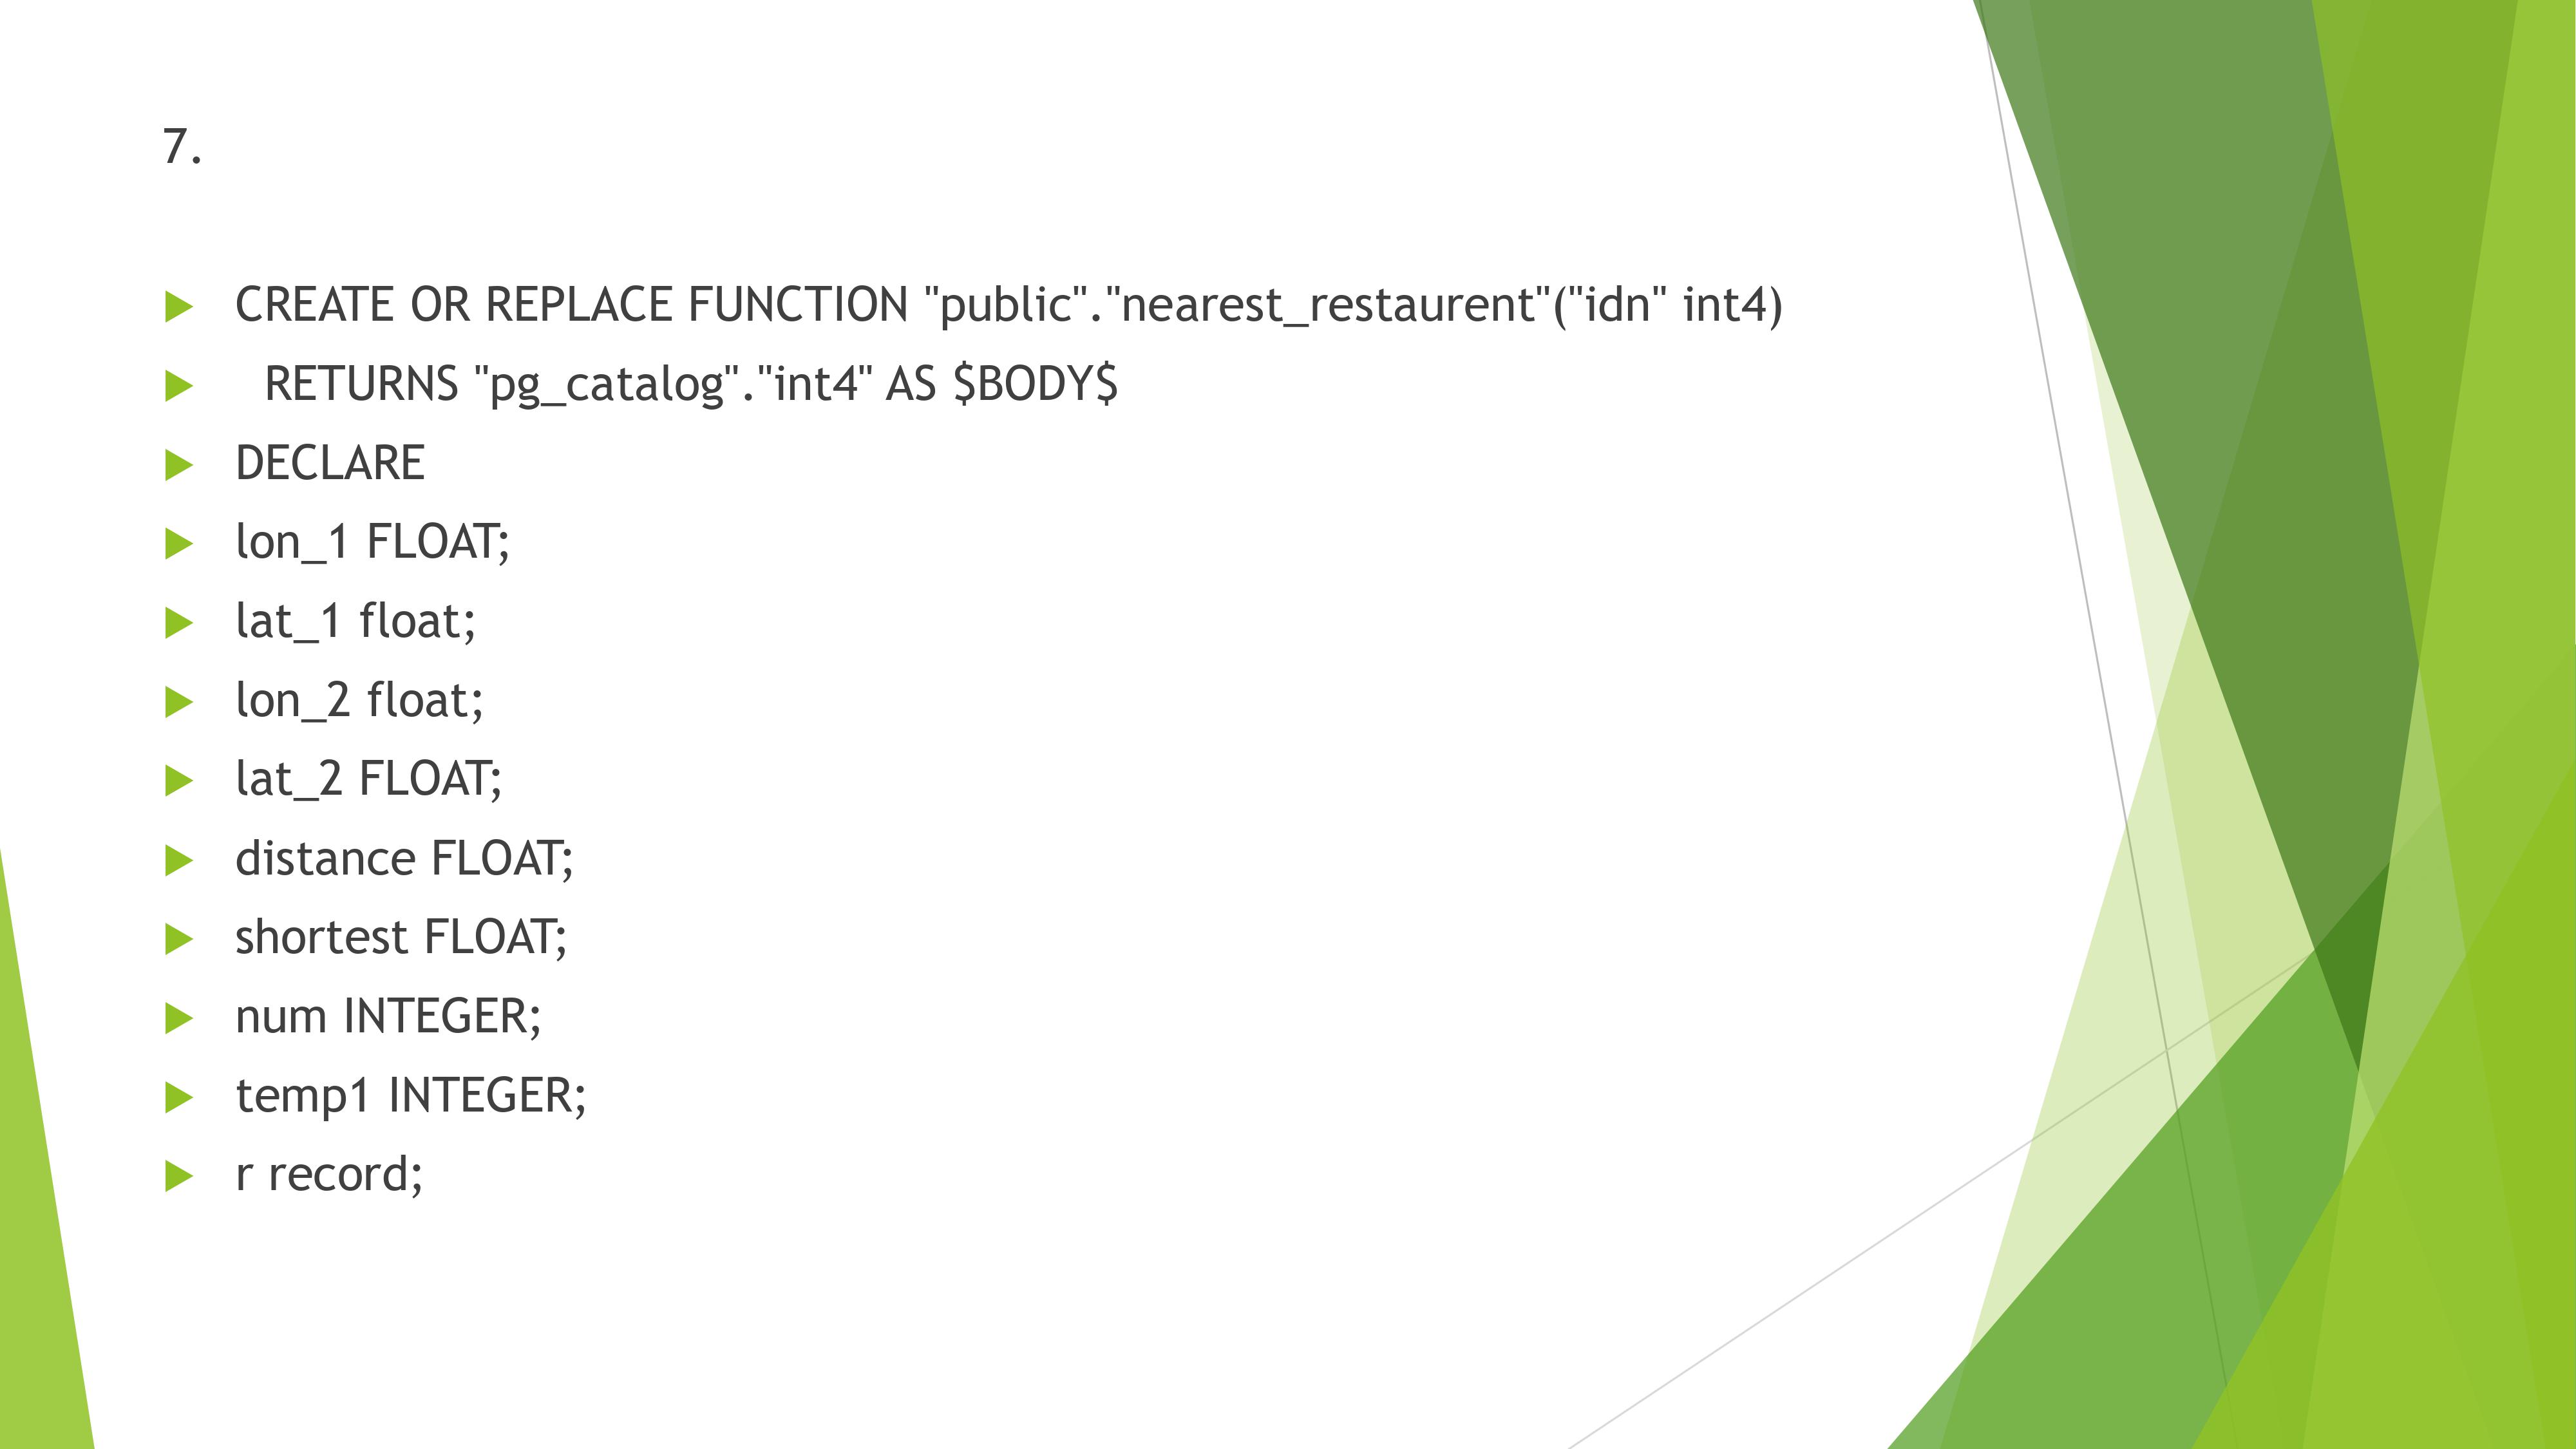 7.
CREATE OR REPLACE FUNCTION "public"."nearest_restaurent"("idn" int4)
RETURNS "pg_catalog"."int4" AS $BODY$
DECLARE
lon_1 FLOAT;
lat_1 float;
lon_2 float;
lat_2 FLOAT;
distance FLOAT;
shortest FLOAT;
num INTEGER;
temp1 INTEGER;
r record;